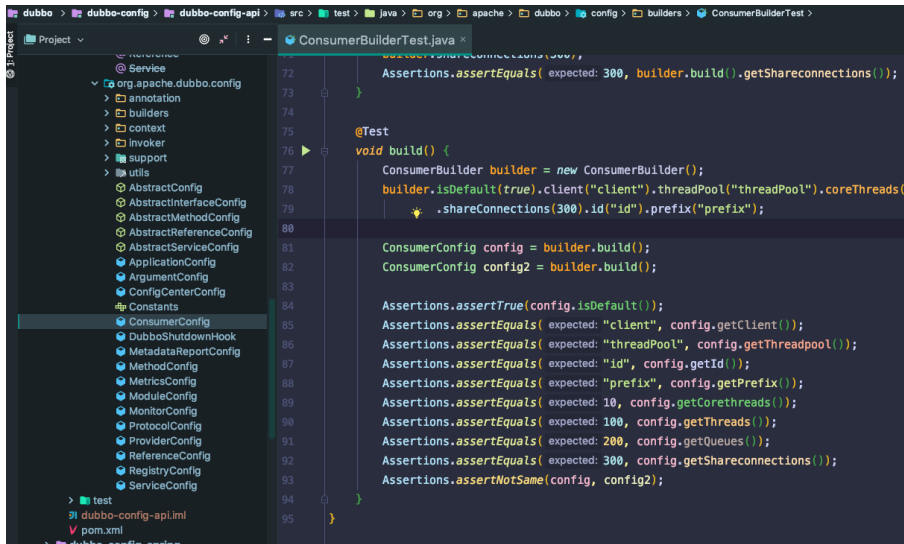 dubbo > dubbo-config > dubbo-config-api > src > test > java > org > apache > dubbo > config > builders > ConsumerBuilderTest >
1: Project
Project
ConsumerBuilderTest.java ×
Reference
Service
org.apache.dubbo.config
annotation
builders
context
invoker
support
utils
AbstractConfig
AbstractInterfaceConfig
AbstractMethodConfig
AbstractReferenceConfig
AbstractServiceConfig
ApplicationConfig
ArgumentConfig
ConfigCenterConfig
Constants
ConsumerConfig
DubboShutdownHook
MetadataReportConfig
MethodConfig
MetricsConfig
ModuleConfig
MonitorConfig
ProtocolConfig
ProviderConfig
ReferenceConfig
RegistryConfig
ServiceConfig
test
dubbo-config-api.iml
pom.xml
dubbo-config-spring
71 builder.shareConnections(300);
72 Assertions.assertEquals( expected: 300, builder.build().getShareconnections());
73 }
74
75 @Test
76 void build() {
77 ConsumerBuilder builder = new ConsumerBuilder();
78 builder.isDefault(true).client("client").threadPool("threadPool").coreThreads(
79 .shareConnections(300).id("id").prefix("prefix");
80
81 ConsumerConfig config = builder.build();
82 ConsumerConfig config2 = builder.build();
83
84 Assertions.assertTrue(config.isDefault());
85 Assertions.assertEquals( expected: "client", config.getClient());
86 Assertions.assertEquals( expected: "threadPool", config.getThreadpool());
87 Assertions.assertEquals( expected: "id", config.getId());
88 Assertions.assertEquals( expected: "prefix", config.getPrefix());
89 Assertions.assertEquals( expected: 10, config.getCorethreads());
90 Assertions.assertEquals( expected: 100, config.getThreads());
91 Assertions.assertEquals( expected: 200, config.getQueues());
92 Assertions.assertEquals( expected: 300, config.getShareconnections());
93 Assertions.assertNotSame(config, config2);
94 }
95 }